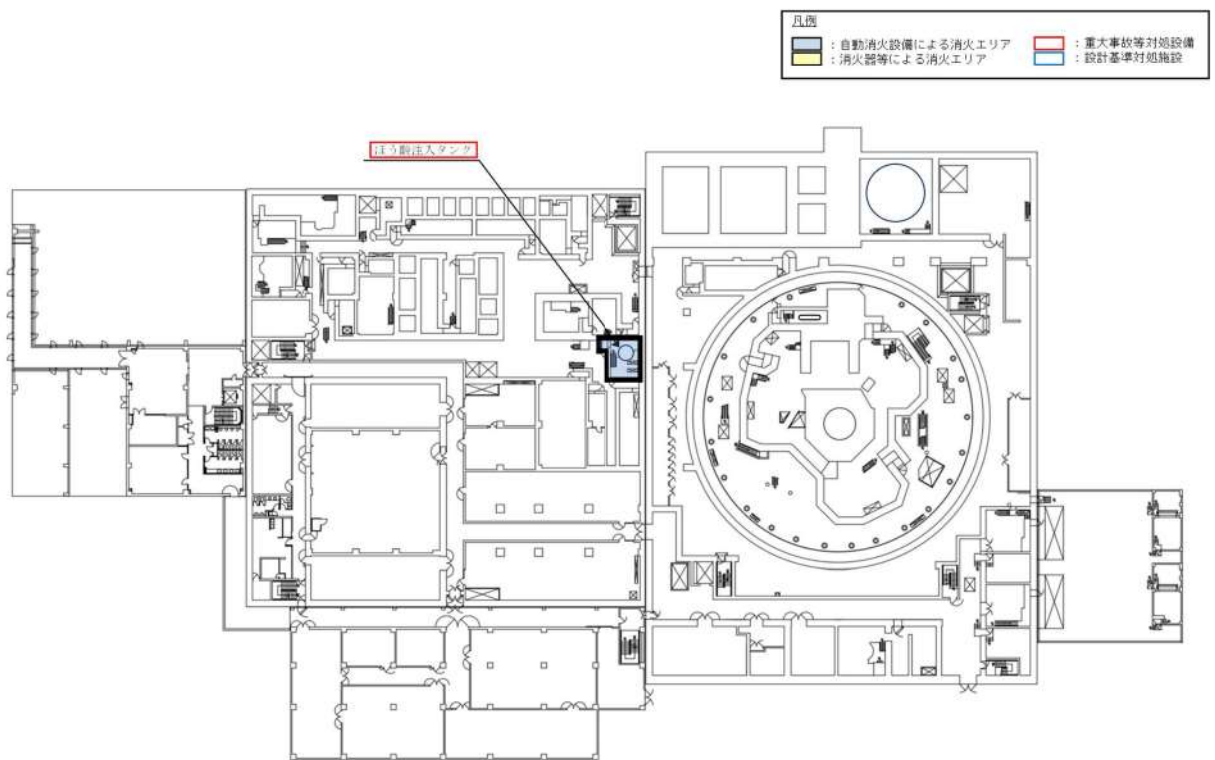 凡例
：自動消火設備による消火エリア
：消火器等による消火エリア
：重大事故等対処設備
：設計基準対処施設
ほう酸注入タンク